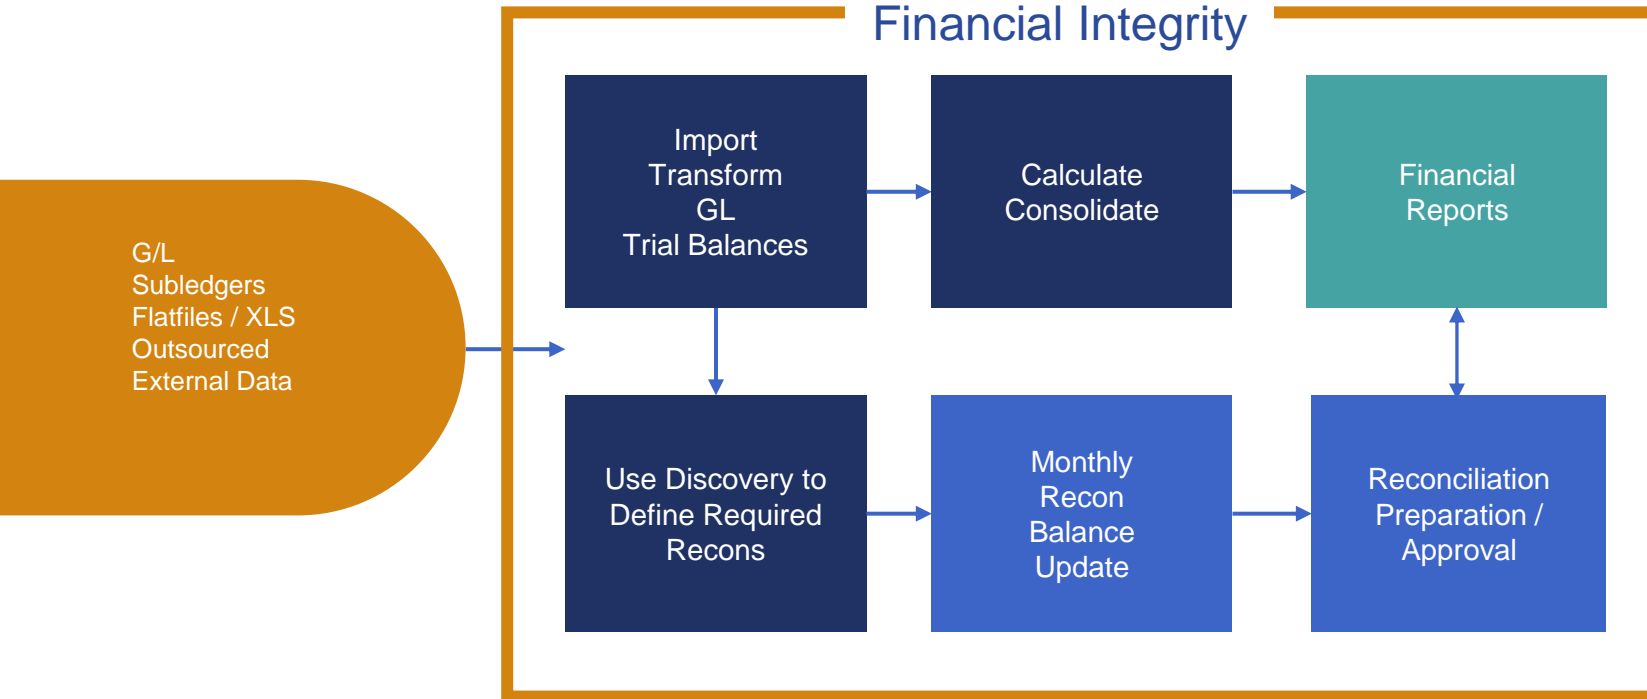 Financial Integrity
G/L
Subledgers
Flatfiles / XLS
Outsourced
External Data
Import
Transform
GL
Trial Balances
Calculate
Consolidate
Financial
Reports
Use Discovery to
Define Required
Recons
Monthly
Recon
Balance
Update
Reconciliation
Preparation /
Approval